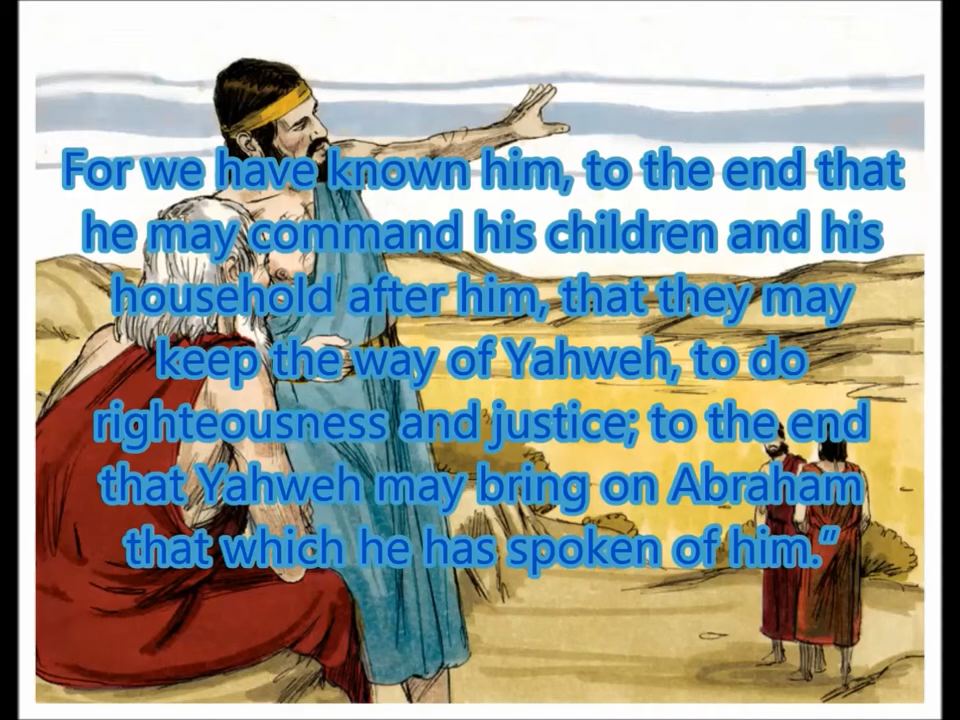 For we have known him, to the end that
he may command his children and his
household after him, that they may
keep the way of Yahweh, to do
righteousness and justice; to the end
that Yahweh may bring on Abraham
that which he has spoken of him.”